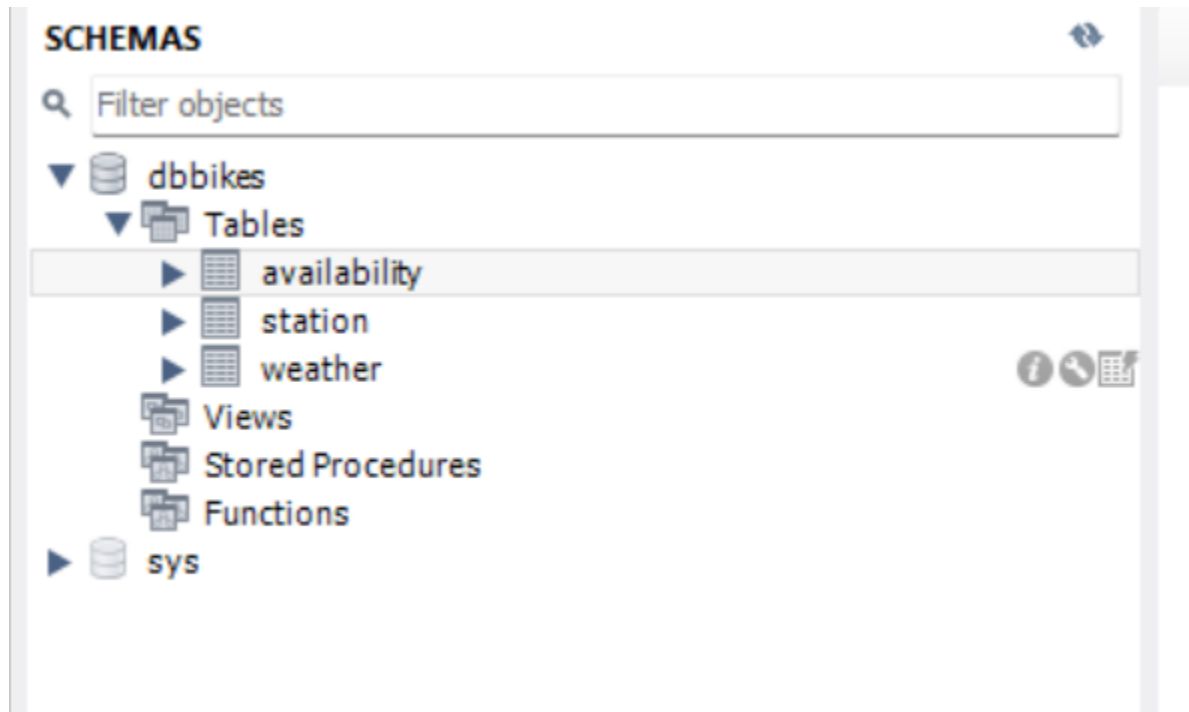 SCHEMAS
Filter objects
dbbikes
Tables
availability
station
weather
Views
Stored Procedures
Functions
sys